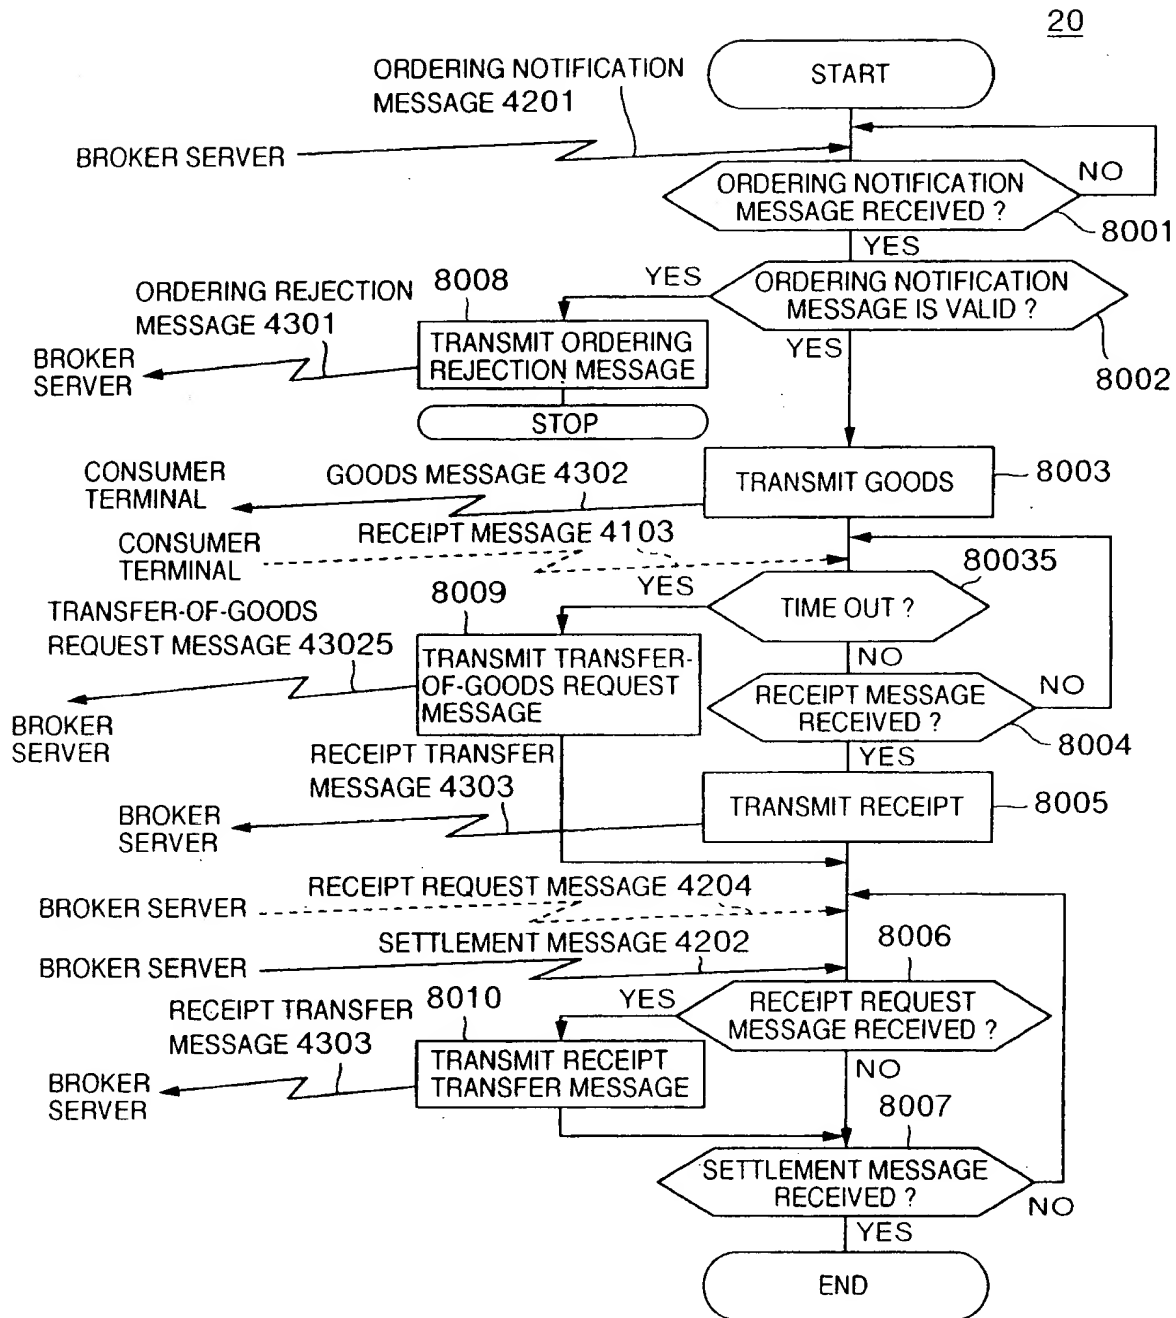 20
START
ORDERING NOTIFICATION
MESSAGE 4201
BROKER SERVER
NO
ORDERING NOTIFICATION
MESSAGE RECEIVED ?
8001
YES
ORDERING NOTIFICATION
MESSAGE IS VALID ?
YES
YES
8002
8008
ORDERING REJECTION
MESSAGE 4301
BROKER
SERVER
TRANSMIT ORDERING
REJECTION MESSAGE
STOP
TRANSMIT GOODS
8003
CONSUMER
TERMINAL
GOODS MESSAGE 4302
RECEIPT MESSAGE 4103
CONSUMER
TERMINAL
YES
80035
TIME OUT ?
NO
8009
TRANSFER-OF-GOODS
REQUEST MESSAGE 43025
TRANSMIT TRANSFER-
OF-GOODS REQUEST
MESSAGE
BROKER
SERVER
NO
RECEIPT MESSAGE
RECEIVED ?
8004
YES
RECEIPT TRANSFER
MESSAGE 4303
TRANSMIT RECEIPT
8005
BROKER
SERVER
RECEIPT REQUEST MESSAGE 4204
BROKER SERVER
SETTLEMENT MESSAGE 4202
BROKER SERVER
8006
YES
RECEIPT REQUEST
MESSAGE RECEIVED ?
NO
8010
RECEIPT TRANSFER
MESSAGE 4303
TRANSMIT RECEIPT
TRANSFER MESSAGE
BROKER
SERVER
8007
SETTLEMENT MESSAGE
RECEIVED ?
NO
YES
END